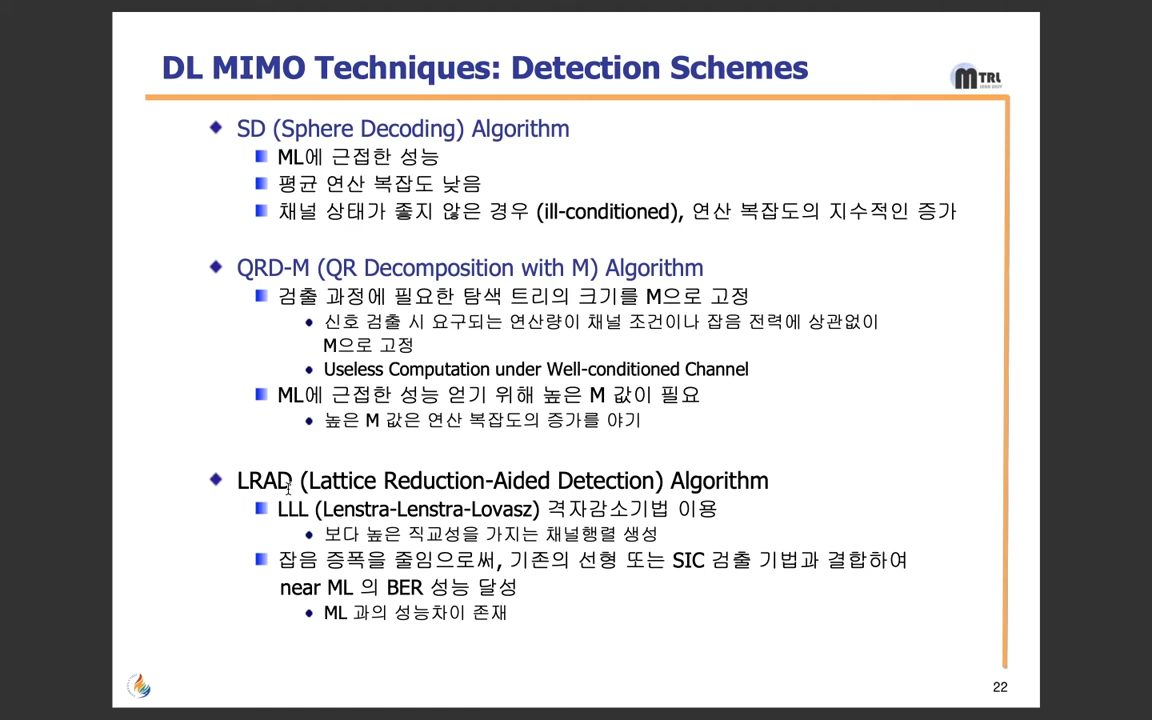 DL MIMO Techniques: Detection Schemes
MTRL
SD (Sphere Decoding) Algorithm
ML에 근접한 성능
평균 연산 복잡도 낮음
채널 상태가 좋지 않은 경우 (ill-conditioned), 연산 복잡도의 지수적인 증가
QRD-M (QR Decomposition with M) Algorithm
검출 과정에 필요한 탐색 트리의 크기를 M으로 고정
신호 검출 시 요구되는 연산량이 채널 조건이나 잡음 전력에 상관없이
M으로 고정
Useless Computation under Well-conditioned Channel
ML에 근접한 성능 얻기 위해 높은 M 값이 필요
높은 M 값은 연산 복잡도의 증가를 야기
LRAD (Lattice Reduction-Aided Detection) Algorithm
LLL (Lenstra-Lenstra-Lovasz) 격자감소기법 이용
보다 높은 직교성을 가지는 채널행렬 생성
잡음 증폭을 줄임으로써, 기존의 선형 또는 SIC 검출 기법과 결합하여
near ML 의 BER 성능 달성
ML 과의 성능차이 존재
22